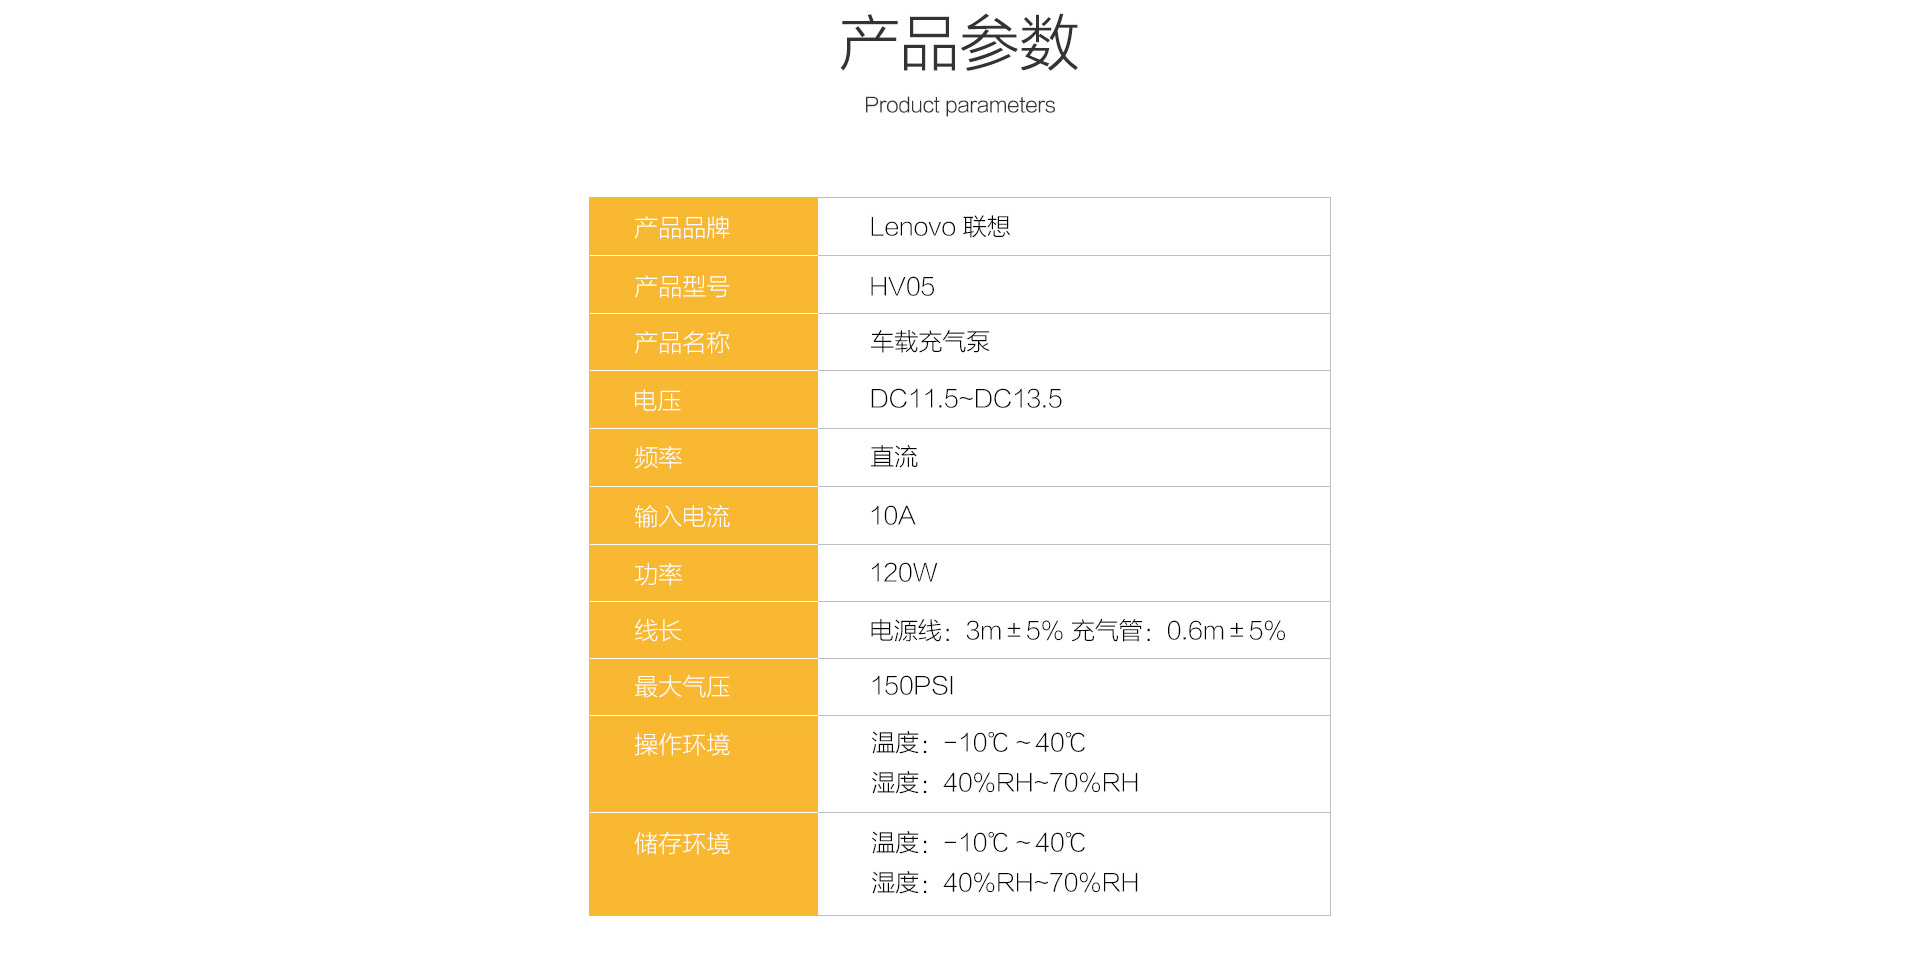 产品参数
Product parameters
产品品牌 Lenovo 联想
产品型号 HV05
产品名称 车载充气泵
电压 DC11.5~DC13.5
频率 直流
输入电流 10A
功率 120W
线长 电源线：3m±5% 充气管：0.6m±5%
最大气压 150PSI
操作环境 温度：-10℃ ~ 40℃
湿度：40%RH~70%RH
储存环境 温度：-10℃ ~ 40℃
湿度：40%RH~70%RH